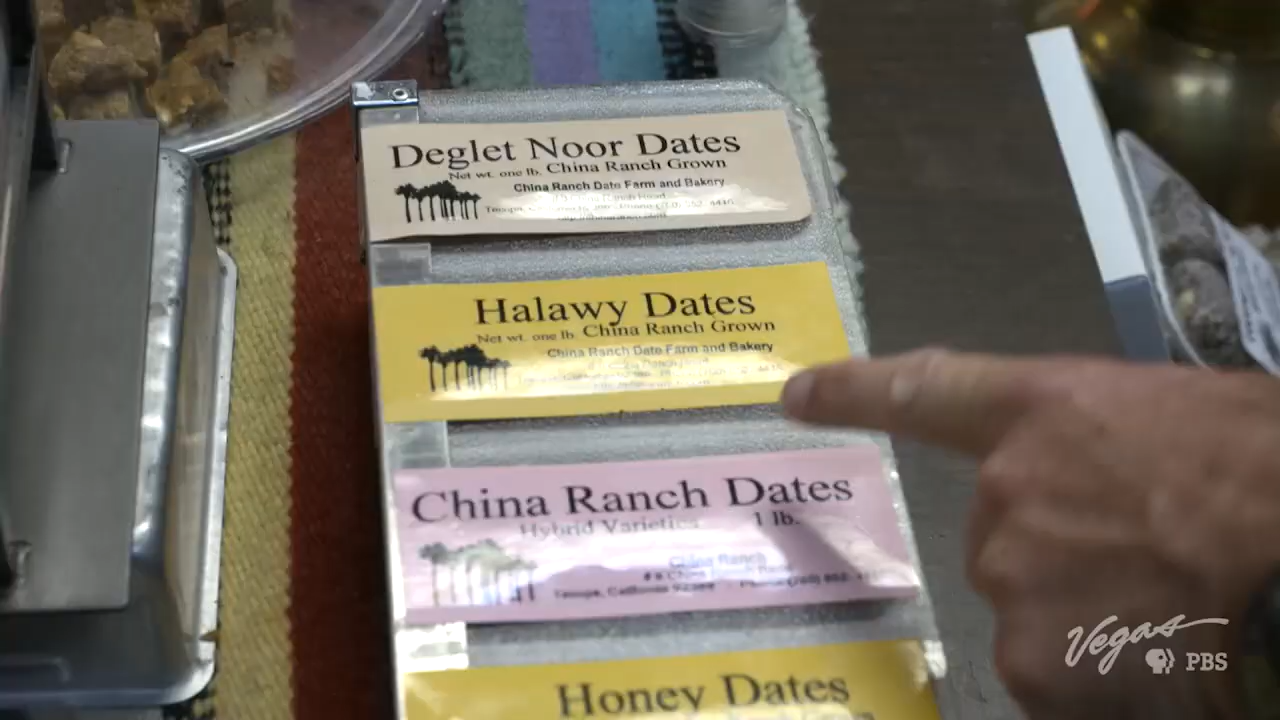 Deglet Noor Dates
Net wt. one lb. China Ranch Grown
China Ranch Date Farm and Bakery
Halawy Dates
Net wt. one lb. China Ranch Grown
China Ranch Date Farm and Bakery
China Ranch Dates
Hybrid Varieties 1 lb.
China Ranch
Tecopa, California
Honey Dates
Vegas
PBS